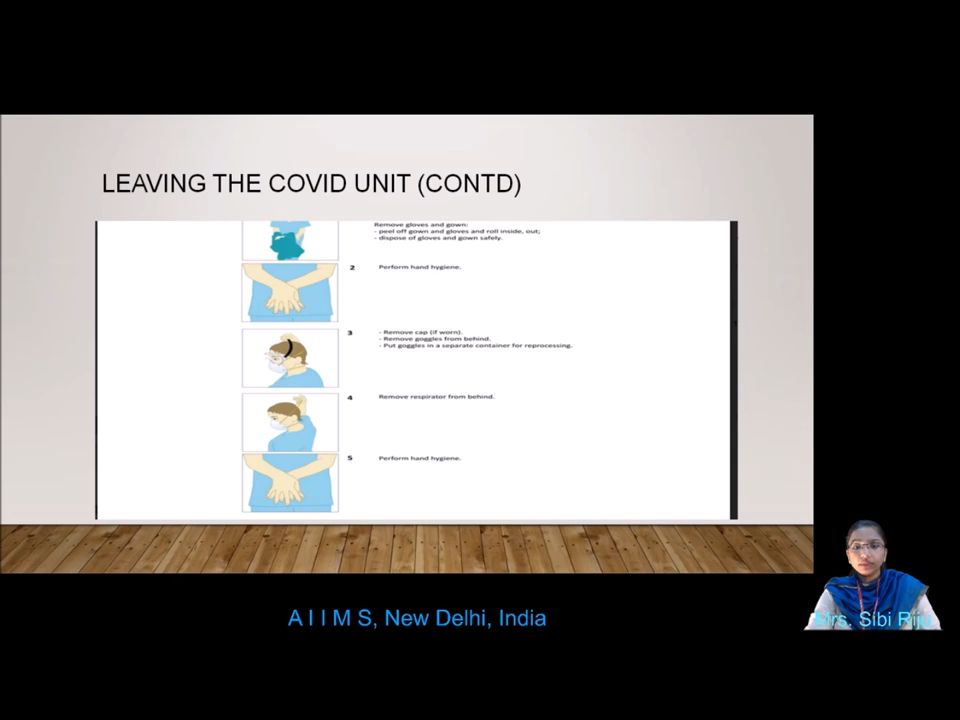 LEAVING THE COVID UNIT (CONTD)
Remove gloves and gown:
- peel off gown and gloves and roll inside, out;
- dispose of gloves and gown safely.
2 Perform hand hygiene.
3 - Remove cap (if worn).
- Remove goggles from behind.
- Put goggles in a separate container for reprocessing.
4 Remove respirator from behind.
5 Perform hand hygiene.
A I I M S, New Delhi, India
Mrs. Sibi Riju